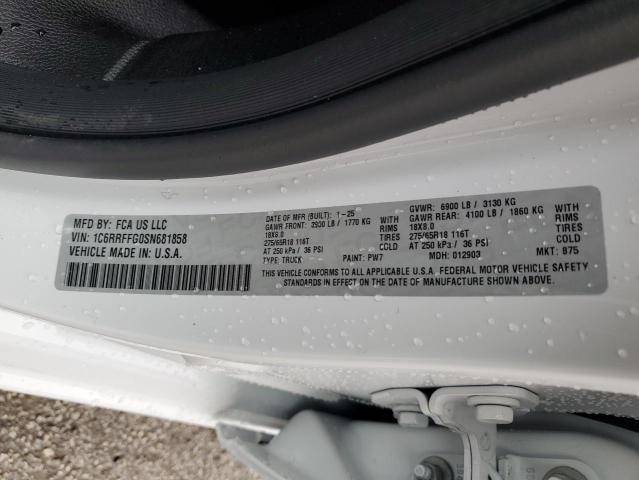 MFD BY: FCA US LLC
VIN: 1C6RRFFG0SN681858
VEHICLE MADE IN: U.S.A.
DATE OF MFR (BUILT): 1-25
GAWR FRONT: 3900 LB / 1770 KG
18X8.0
275/65R18 116T
AT 250 kPa / 36 PSI
TYPE: TRUCK
PAINT: PW7
WITH
RIMS
TIRES
GVWR: 6900 LB / 3130 KG
GAWR REAR: 4100 LB / 1860 KG
18X8.0
275/65R18 116T
AT 250 kPa / 36 PSI
MDH: 012903
WITH
RIMS
TIRES
MKT: B75
THIS VEHICLE CONFORMS TO ALL APPLICABLE U.S.A. FEDERAL MOTOR VEHICLE SAFETY
STANDARDS IN EFFECT ON THE DATE OF MANUFACTURE SHOWN ABOVE.